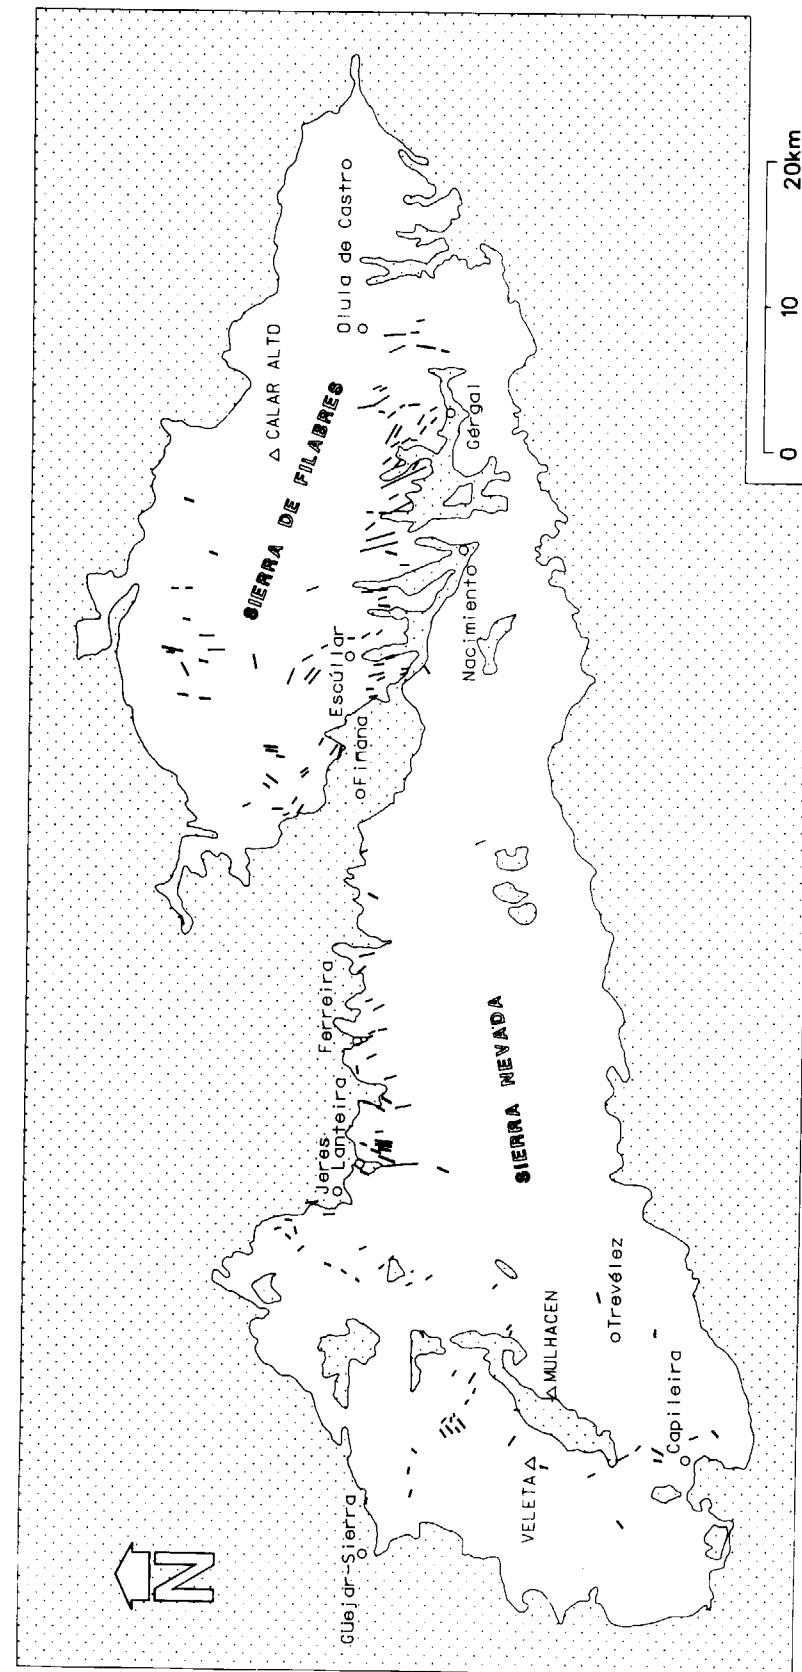 N
Güejar-Sierra
VELETA
MULHACEN
Capileira
oTrevélez
Jeres
Lanteira
Ferreira
SIERRA NEVADA
Fiñana
Escúllar
Nacimiento
SIERRA DE FILABRES
CALAR ALTO
Gérgal
Olula de Castro
0 10 20km